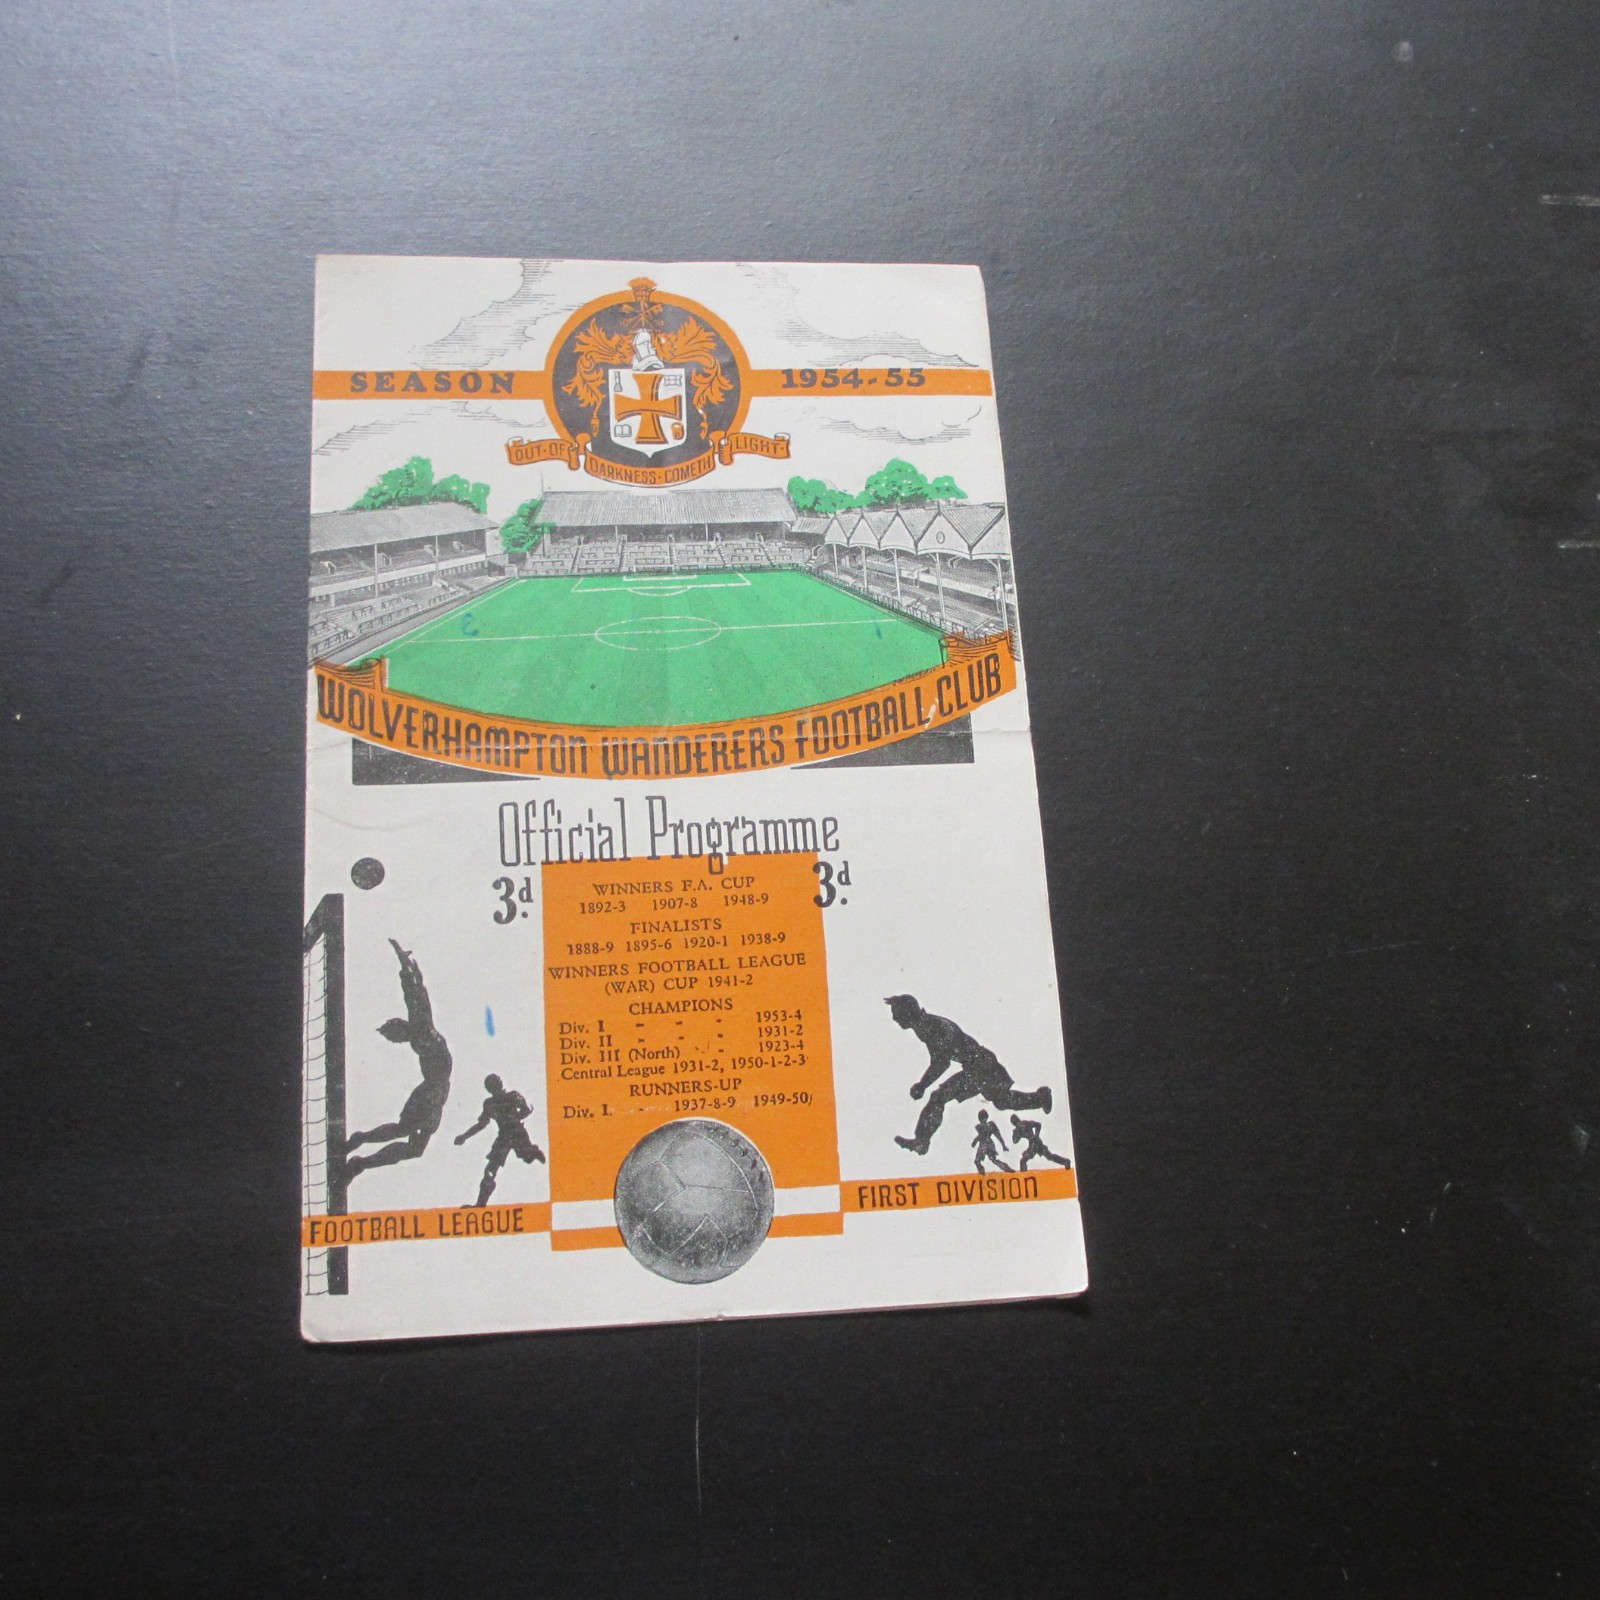 SEASON 1954-55
OUT·OF DARKNESS·COMETH LIGHT·
WOLVERHAMPTON WANDERERS FOOTBALL CLUB
Official Programme
3d. 3d.
WINNERS F.A. CUP
1892-3 1907-8 1948-9
FINALISTS
1888-9 1895-6 1920-1 1938-9
WINNERS FOOTBALL LEAGUE
(WAR) CUP 1941-2
CHAMPIONS
Div. I - - - 1953-4
Div. II - - - 1931-2
Div. III (North) - - 1923-4
Central League 1931-2, 1950-1-2-3
RUNNERS-UP
Div. I. - 1937-8-9 1949-50
FOOTBALL LEAGUE
FIRST DIVISION